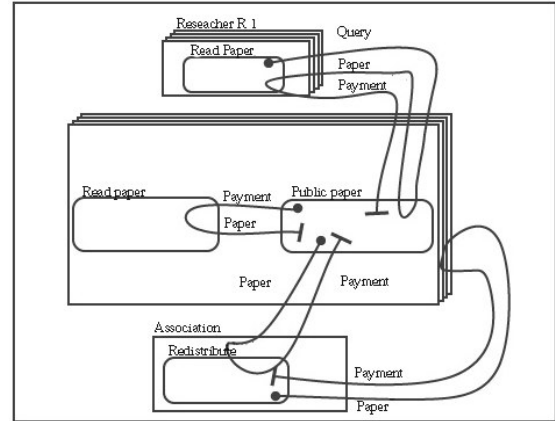 Reseacher R 1
Query
Read Paper
Paper
Payment
Read paper
Payment
Public paper
Paper
Paper
Payment
Association
Redistribute
Payment
Paper